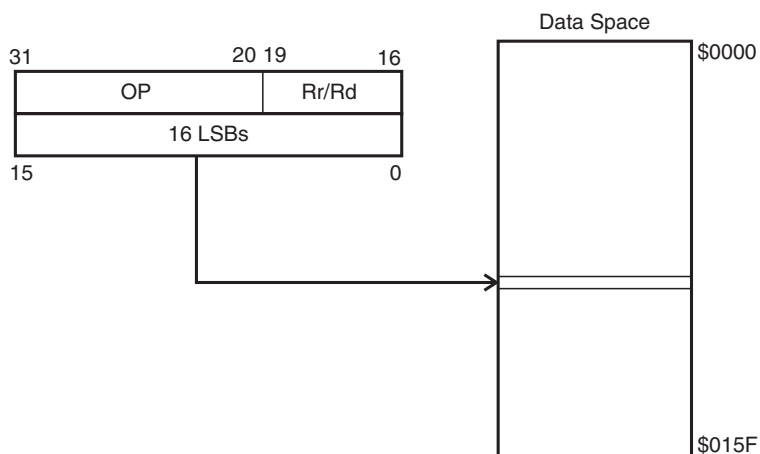 Data Space
$0000
31 20 19 16
OP Rr/Rd
16 LSBs
15 0
$015F